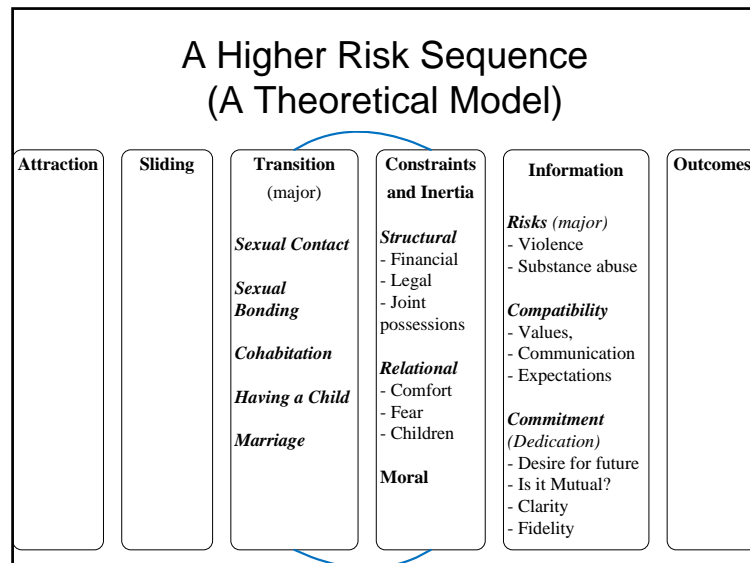 A Higher Risk Sequence
(A Theoretical Model)
Attraction
Sliding
Transition
(major)
Sexual Contact
Sexual
Bonding
Cohabitation
Having a Child
Marriage
Constraints
and Inertia
Structural
- Financial
- Legal
- Joint
possessions
Relational
- Comfort
- Fear
- Children
Moral
Information
Risks (major)
- Violence
- Substance abuse
Compatibility
- Values,
- Communication
- Expectations
Commitment
(Dedication)
- Desire for future
- Is it Mutual?
- Clarity
- Fidelity
Outcomes